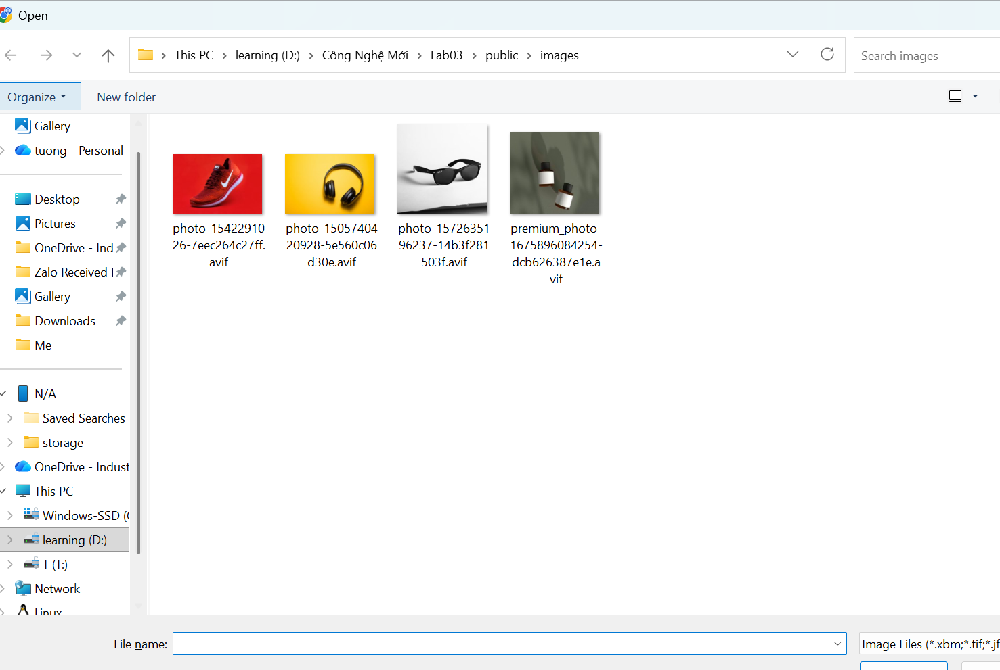 Open
This PC > learning (D:) > Công Nghệ Mới > Lab03 > public > images
Search images
Organize
New folder
Gallery
tuong - Personal
Desktop
Pictures
OneDrive - Ind
Zalo Received
Gallery
Downloads
Me
N/A
Saved Searches
storage
OneDrive - Indust
This PC
Windows-SSD (
learning (D:)
T (T:)
Network
Linux
photo-15422910
26-7eec264c27ff.
avif
photo-15057404
20928-5e560c06
d30e.avif
photo-15726351
96237-14b3f281
503f.avif
premium_photo-
1675896084254-
dcb626387e1e.a
vif
File name:
Image Files (*.xbm;*.tif;*.jf